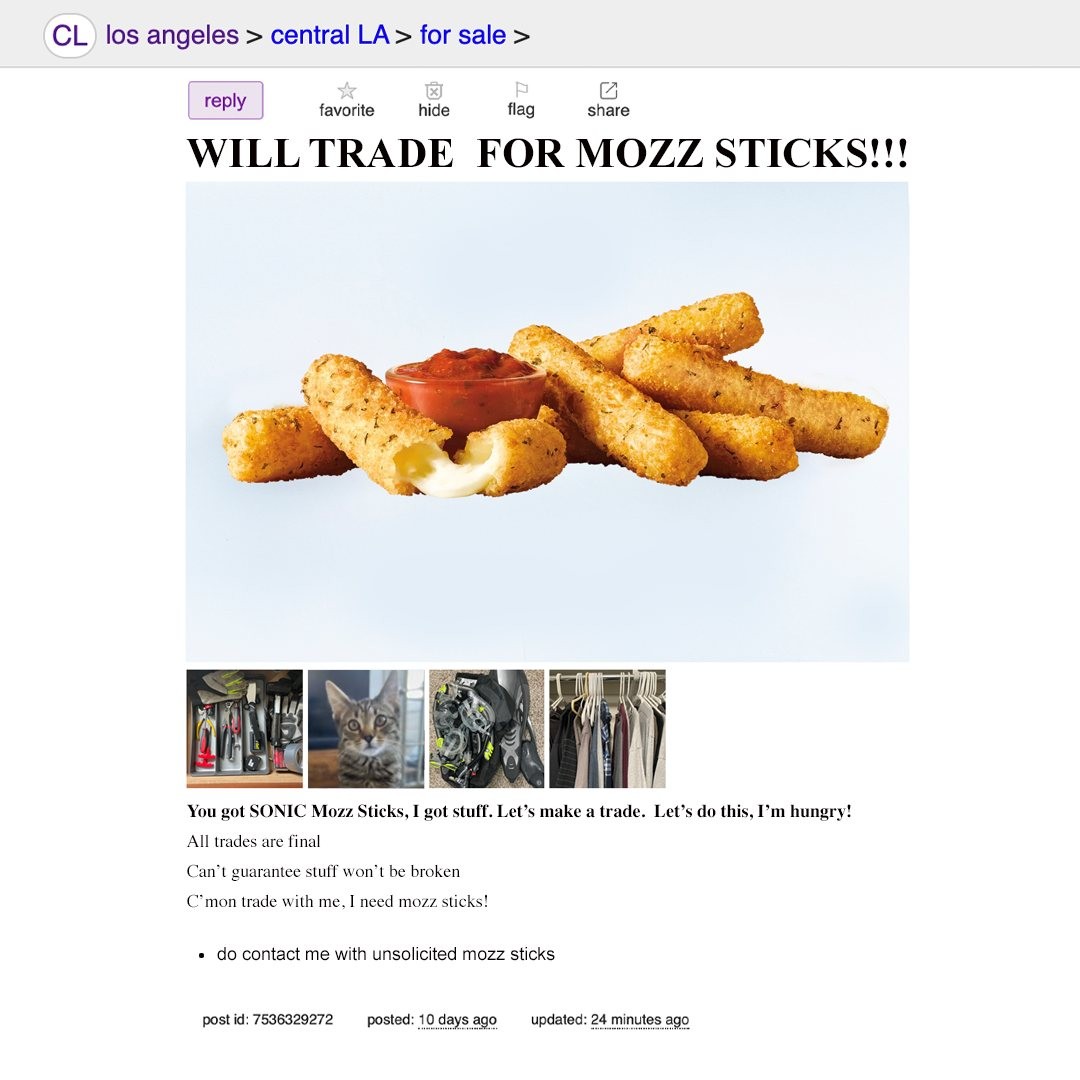 CL los angeles > central LA > for sale >
reply favorite hide flag share
WILL TRADE FOR MOZZ STICKS!!!
You got SONIC Mozz Sticks, I got stuff. Let’s make a trade. Let’s do this, I’m hungry!
All trades are final
Can’t guarantee stuff won’t be broken
C’mon trade with me, I need mozz sticks!
• do contact me with unsolicited mozz sticks
post id: 7536329272 posted: 10 days ago updated: 24 minutes ago